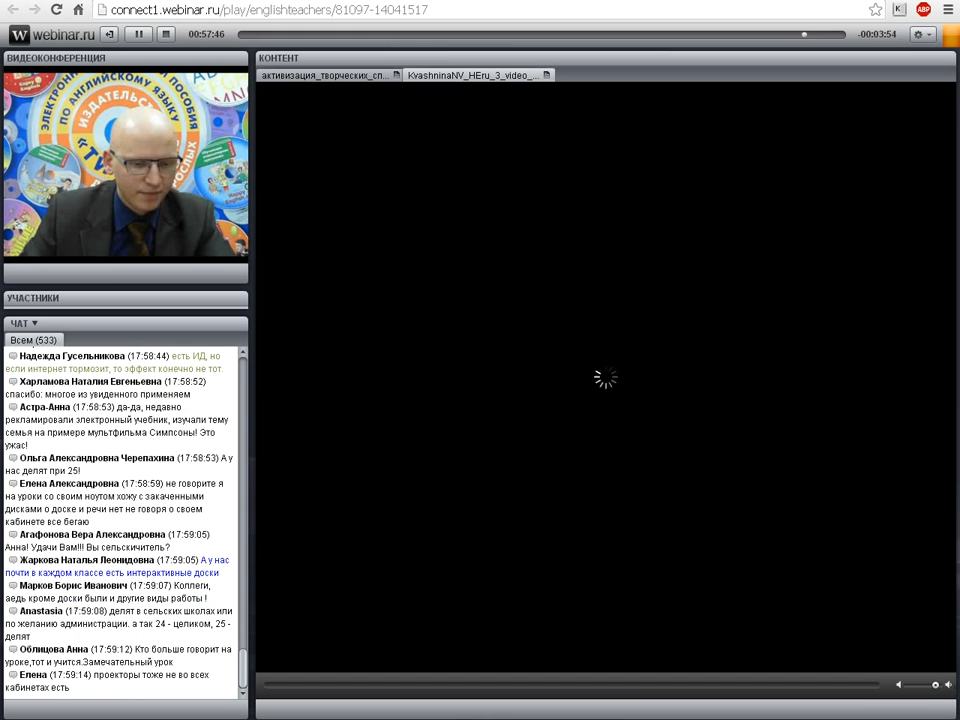 connect1.webinar.ru/play/englishteachers/81097-14041517
W webinar.ru 00:57:46 -00:03:54
ВИДЕОКОНФЕРЕНЦИЯ
КОНТЕНТ
активизация_творческих_сп...
KvashninaNV_HEru_3_video_...
ЭЛЕКТРОННЫЕ ПОСОБИЯ
ПО АНГЛИЙСКОМУ ЯЗЫКУ
ИЗДАТЕЛЬСТВО
УЧАСТНИКИ
ЧАТ ▼
Всем (533)
Надежда Гусельникова (17:58:44) есть ИД, но
если интернет тормозит, то эффект конечно не тот.
Харламова Наталия Евгеньевна (17:58:52)
спасибо: многое из увиденного применяем
Астра-Анна (17:58:53) да-да, недавно
рекламировали электронный учебник, изучали тему
семья на примере мультфильма Симпсоны! Это
ужас!
Ольга Александровна Черепахина (17:58:53) А у
нас делят при 25!
Елена Александровна (17:58:59) не говорите я
на уроки со своим ноутом хожу с закаченными
дисками о доске и речи нет не говоря о своем
кабинете все бегаю
Агафонова Вера Александровна (17:59:05)
Анна! Удачи Вам!!! Вы сельскичитель?
Жаркова Наталья Леонидовна (17:59:05) А у нас
почти в каждом классе есть интерактивные доски
Марков Борис Иванович (17:59:07) Коллеги,
аедь кроме доски были и другие виды работы !
Anastasia (17:59:08) делят в сельских школах или
по желанию администрации. а так 24 - целиком, 25 -
делят
Облицова Анна (17:59:12) Кто больше говорит на
уроке,тот и учится.Замечательный урок
Елена (17:59:14) проекторы тоже не во всех
кабинетах есть